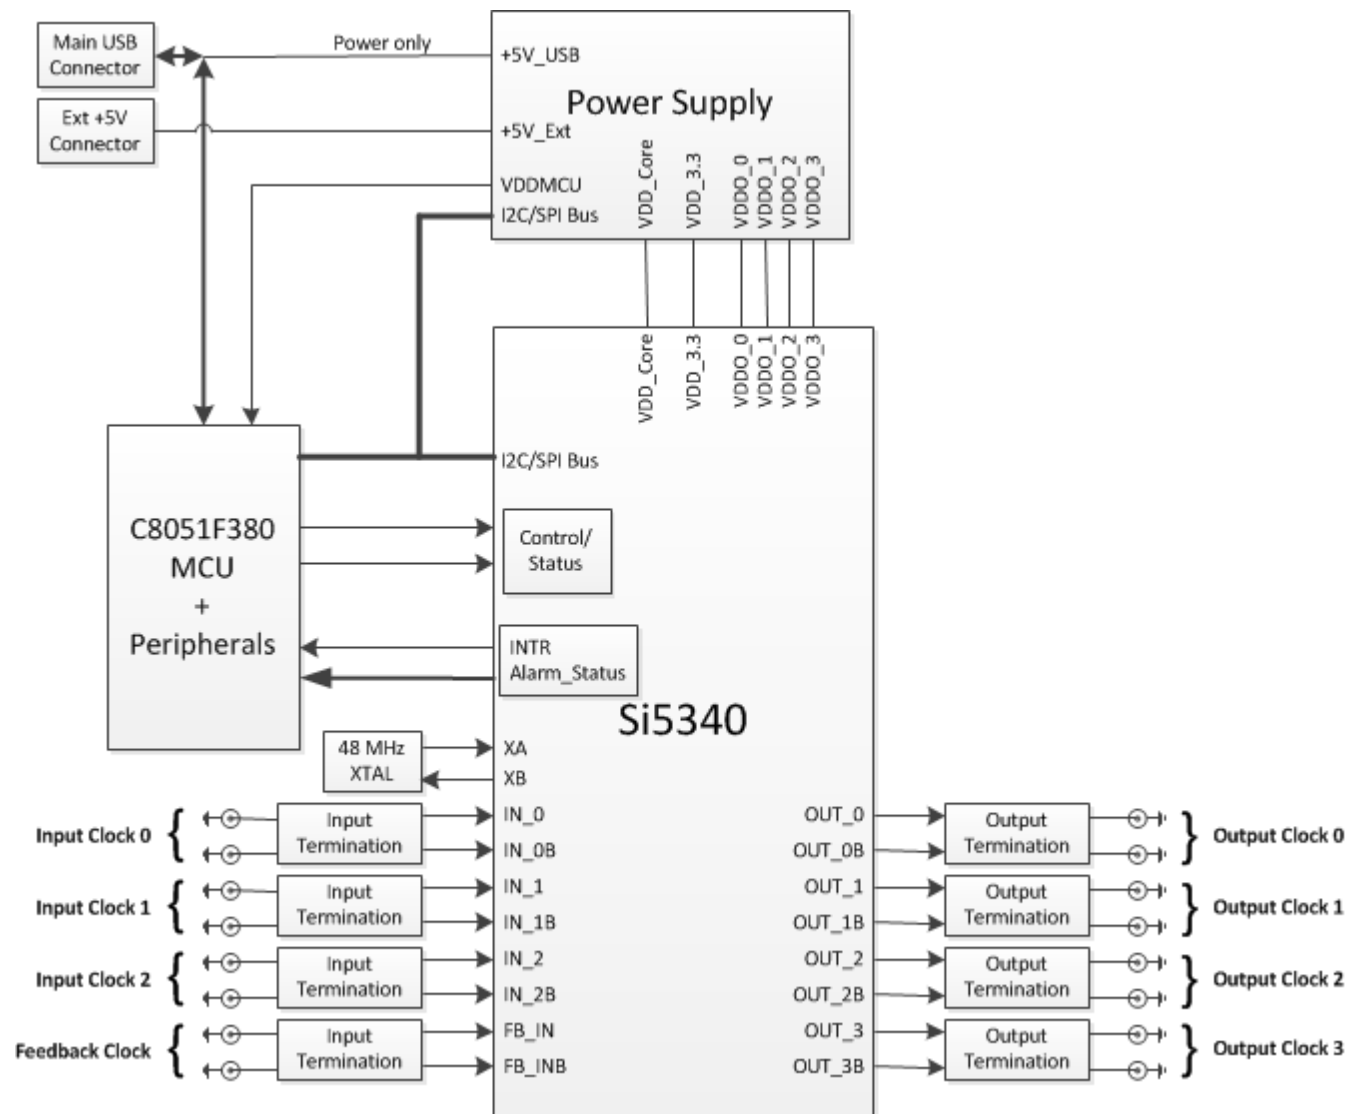 Main USB
Connector
Power only
+5V_USB
Power Supply
Ext +5V
Connector
+5V_Ext
VDDMCU
I2C/SPI Bus
VDD_Core
VDD_3.3
VDDO_0
VDDO_1
VDDO_2
VDDO_3
VDD_Core
VDD_3.3
VDDO_0
VDDO_1
VDDO_2
VDDO_3
I2C/SPI Bus
C8051F380
MCU
+
Peripherals
Control/
Status
INTR
Alarm_Status
Si5340
48 MHz
XTAL
XA
XB
Input Clock 0
Input
Termination
IN_0
IN_0B
OUT_0
OUT_0B
Output
Termination
Output Clock 0
Input Clock 1
Input
Termination
IN_1
IN_1B
OUT_1
OUT_1B
Output
Termination
Output Clock 1
Input Clock 2
Input
Termination
IN_2
IN_2B
OUT_2
OUT_2B
Output
Termination
Output Clock 2
Feedback Clock
Input
Termination
FB_IN
FB_INB
OUT_3
OUT_3B
Output
Termination
Output Clock 3